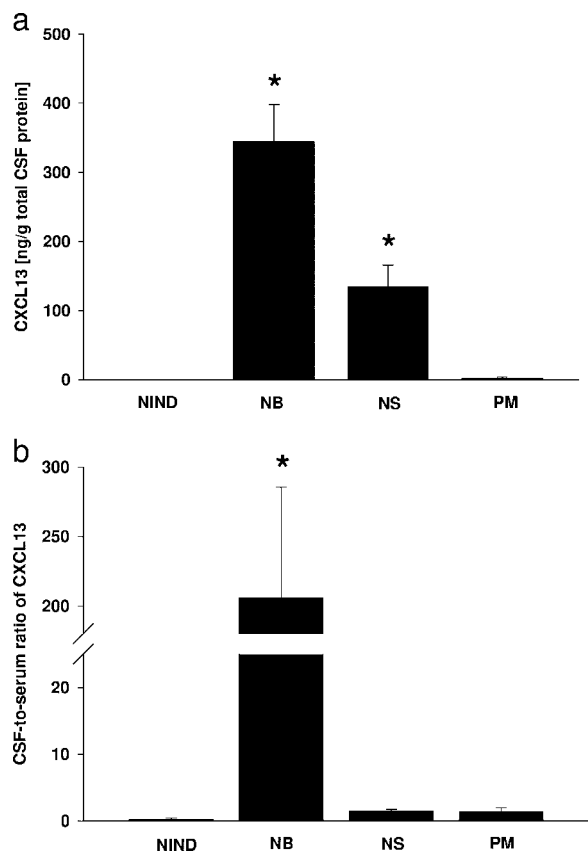 a
500
400
300
200
100
0
CXCL13 [ng/g total CSF protein]
*
*
NIND NB NS PM
b
300
250
200
20
10
0
CSF-to-serum ratio of CXCL13
*
NIND NB NS PM